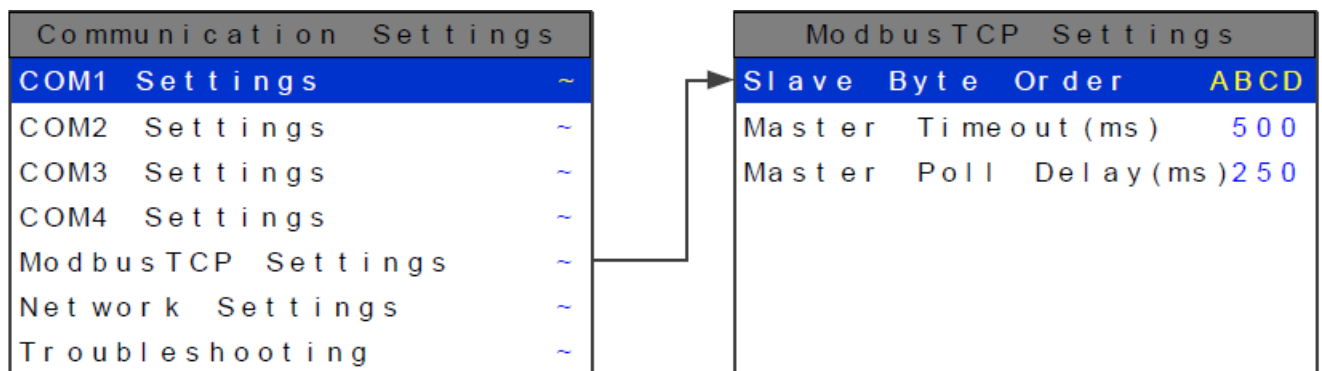 Communication Settings
COM1 Settings ~
COM2 Settings ~
COM3 Settings ~
COM4 Settings ~
ModbusTCP Settings ~
Network Settings ~
Troubleshooting ~
ModbusTCP Settings
Slave Byte Order ABCD
Master Timeout(ms) 500
Master Poll Delay(ms)250